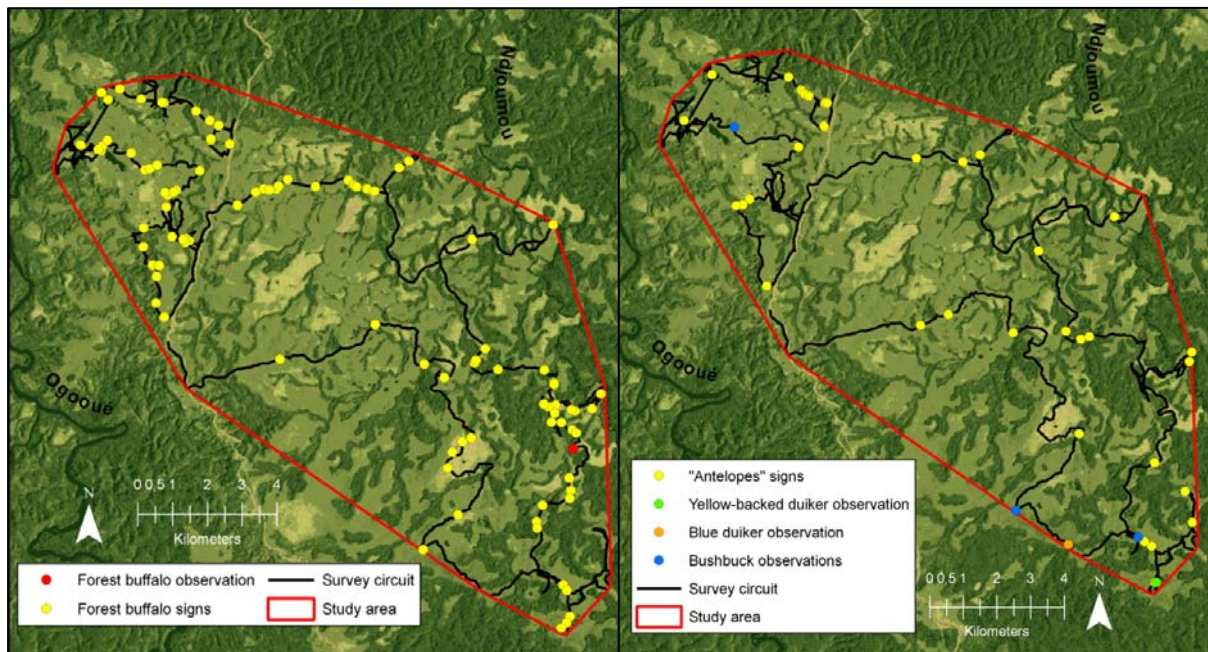 Ndjoumou
Ogooué
N
0 0,5 1 2 3 4
Kilometers
Forest buffalo observation
Survey circuit
Forest buffalo signs
Study area
Ndjoumou
Ogooué
"Antelopes" signs
Yellow-backed duiker observation
Blue duiker observation
Bushbuck observations
Survey circuit
Study area
0 0,5 1 2 3 4
Kilometers
N